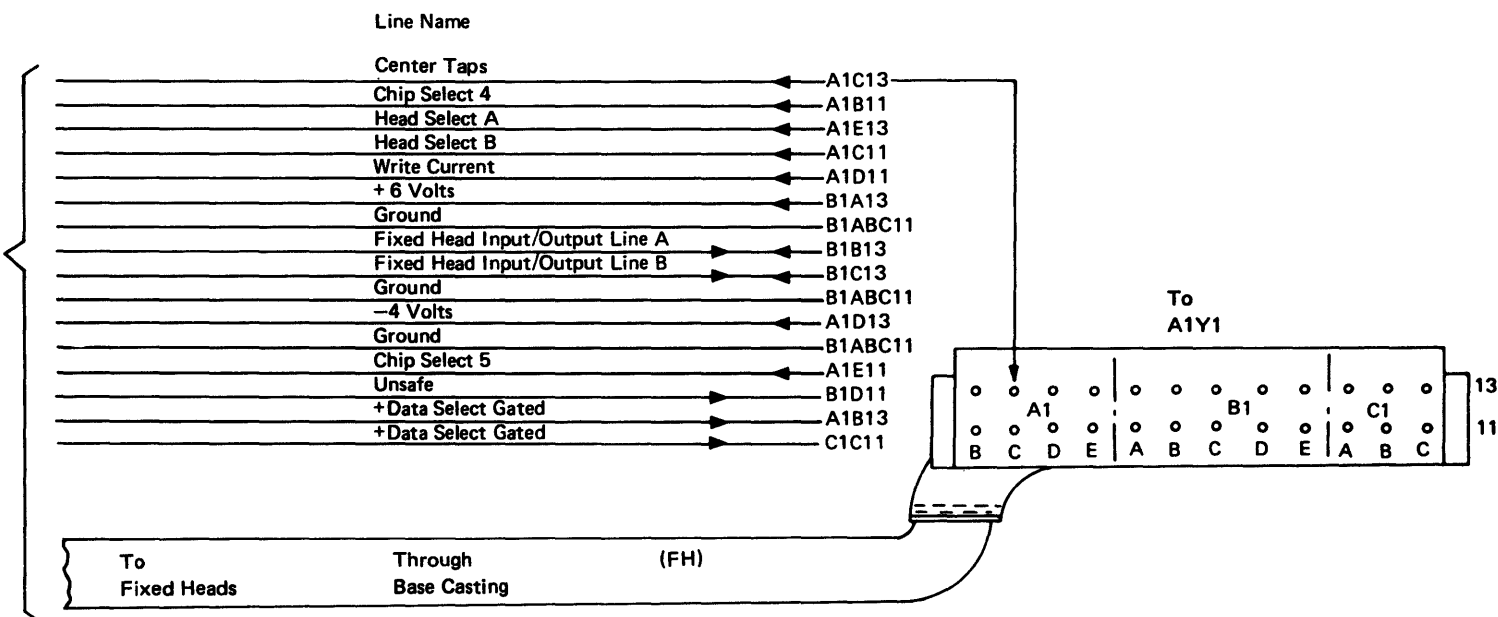 Line Name
Center Taps A1C13
Chip Select 4 A1B11
Head Select A A1E13
Head Select B A1C11
Write Current A1D11
+ 6 Volts B1A13
Ground B1ABC11
Fixed Head Input/Output Line A B1B13
Fixed Head Input/Output Line B B1C13
Ground B1ABC11
−4 Volts A1D13
Ground B1ABC11
Chip Select 5 A1E11
Unsafe B1D11
+Data Select Gated A1B13
+Data Select Gated C1C11
To
A1Y1
13
A1 B1 C1
11
B C D E A B C D E A B C
To Through (FH)
Fixed Heads Base Casting